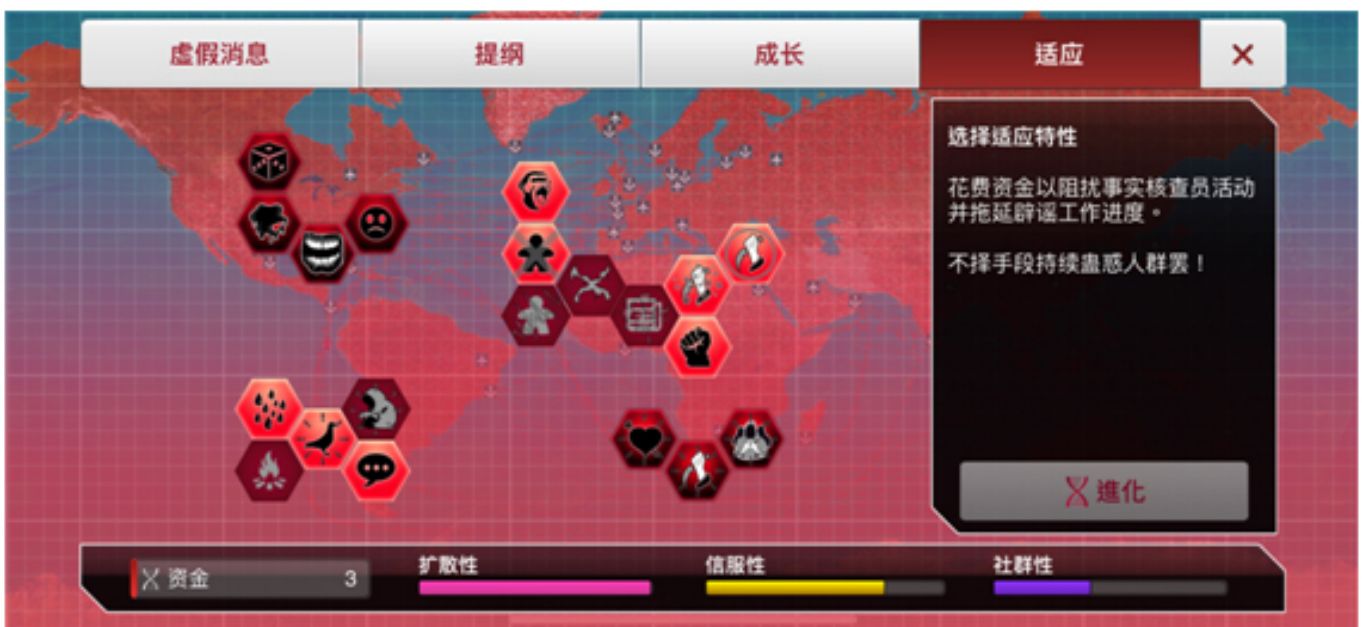 虚假消息
提纲
成长
适应
×
选择适应特性
花费资金以阻扰事实核查员活动
并拖延辟谣工作进度。
不择手段持续蛊惑人群罢！
進化
资金 3
扩散性
信服性
社群性